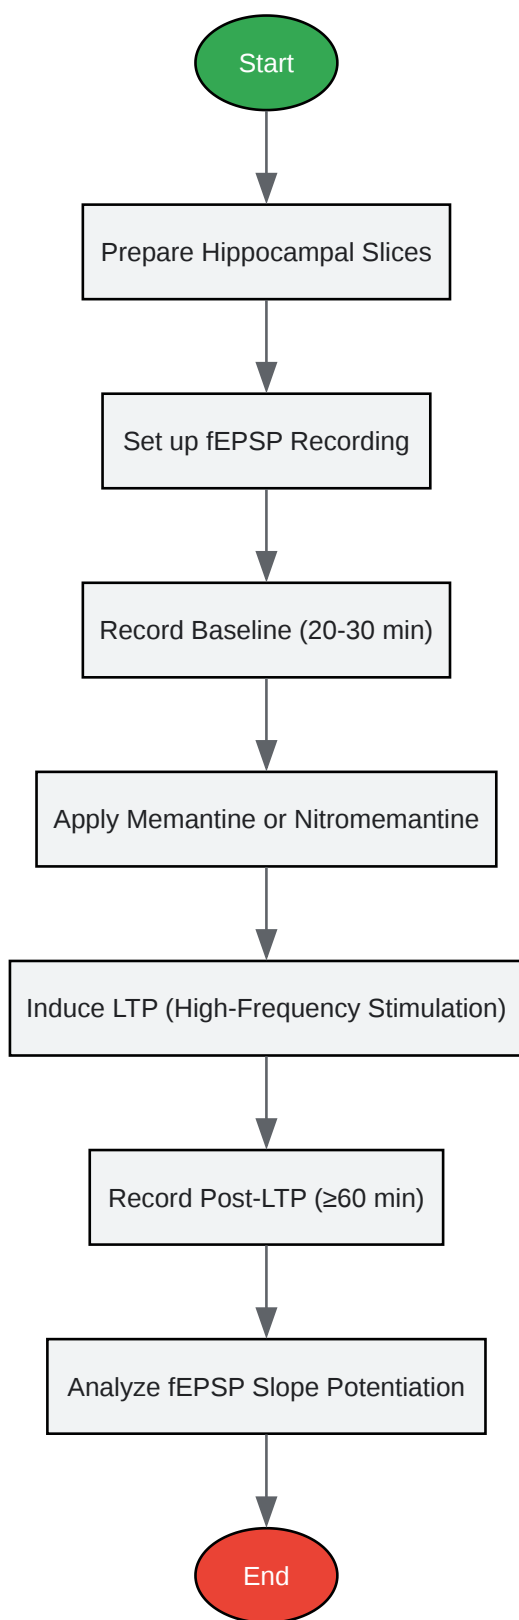 Start
Prepare Hippocampal Slices
Set up fEPSP Recording
Record Baseline (20-30 min)
Apply Memantine or Nitromemantine
Induce LTP (High-Frequency Stimulation)
Record Post-LTP (≥60 min)
Analyze fEPSP Slope Potentiation
End